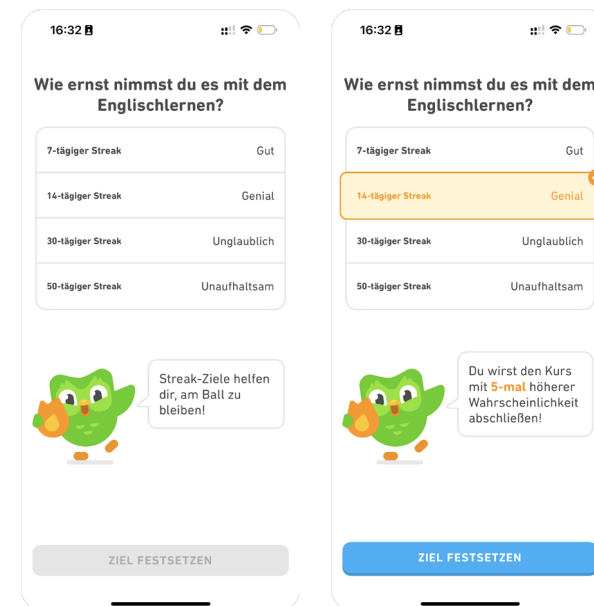 16:32
Wie ernst nimmst du es mit dem
Englischlernen?
7-tägiger Streak Gut
14-tägiger Streak Genial
30-tägiger Streak Unglaublich
50-tägiger Streak Unaufhaltsam
Streak-Ziele helfen
dir, am Ball zu
bleiben!
ZIEL FESTSETZEN
16:32
Wie ernst nimmst du es mit dem
Englischlernen?
7-tägiger Streak Gut
14-tägiger Streak Genial
30-tägiger Streak Unglaublich
50-tägiger Streak Unaufhaltsam
Du wirst den Kurs
mit 5-mal höherer
Wahrscheinlichkeit
abschließen!
ZIEL FESTSETZEN